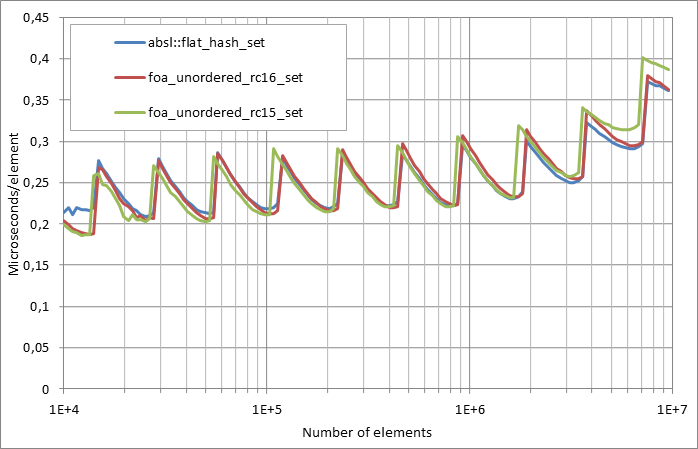 0,45
0,4
0,35
0,3
0,25
0,2
0,15
0,1
0,05
0
Microseconds/element
absl::flat_hash_set
foa_unordered_rc16_set
foa_unordered_rc15_set
1E+4 1E+5 1E+6 1E+7
Number of elements